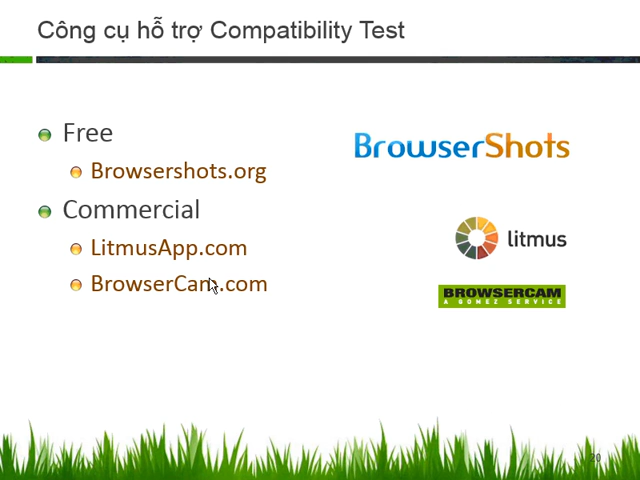 Công cụ hỗ trợ Compatibility Test
Free
Browsershots.org
Commercial
LitmusApp.com
BrowserCam.com
BrowserShots
litmus
BROWSERCAM
A GOMEZ SERVICE
20